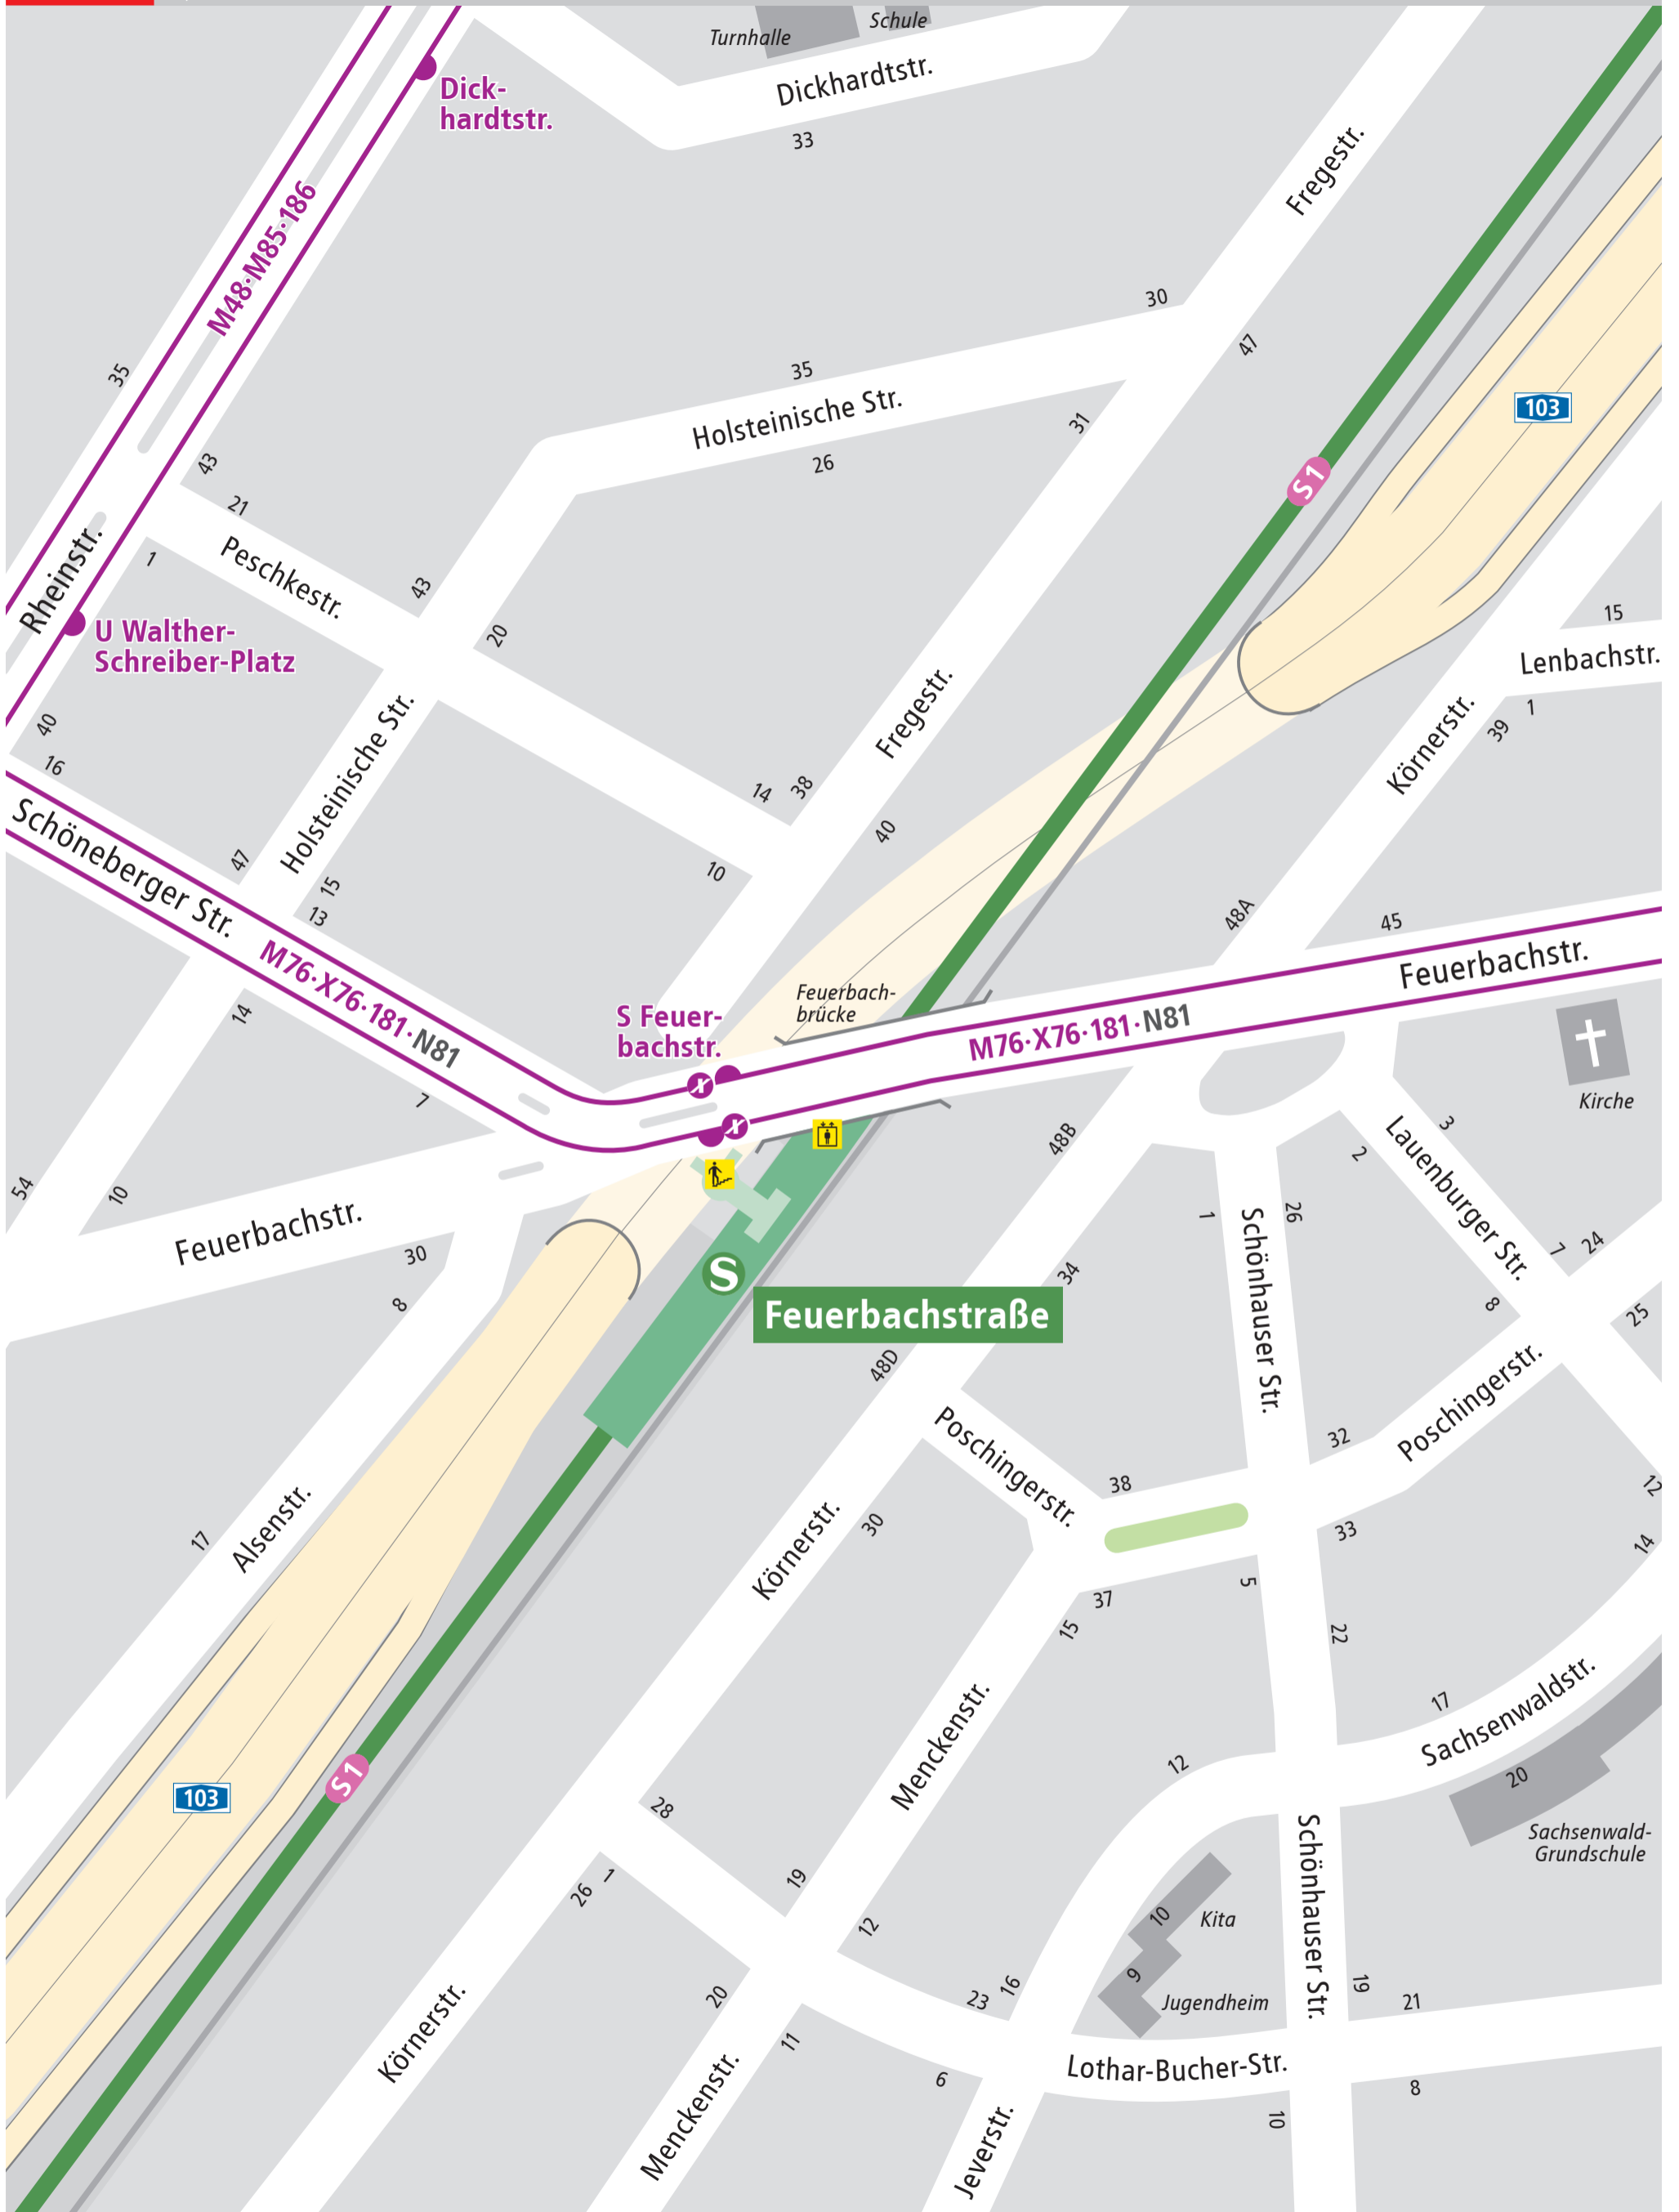 Schule
Turnhalle
Dickhardtstr.
33
Dick-
hardtstr.
M48·M85·186
Fregestr.
30
47
35
35
Holsteinische Str.
26
31
103
S1
43
21
Rheinstr.
1
Peschkestr.
43
20
U Walther-
Schreiber-Platz
15
Lenbachstr.
1
39
Körnerstr.
Fregestr.
40
16
Holsteinische Str.
14
38
40
10
47
15
13
Schöneberger Str.
M76·X76·181·N81
48A
45
Feuerbachstr.
Feuerbach-
brücke
S Feuer-
bachstr.
X
X
M76·X76·181·N81
14
7
Kirche
48B
3
2
Lauenburger Str.
54
10
Feuerbachstr.
30
8
1
26
Schönhauser Str.
7
24
8
25
34
S
Feuerbachstraße
48D
Poschingerstr.
Poschingerstr.
32
38
33
12
14
17
Alsenstr.
Körnerstr.
30
37
15
5
22
17
Sachsenwaldstr.
20
Sachsenwald-
Grundschule
12
Menckenstr.
S1
103
28
26
1
19
12
Schönhauser Str.
10
Kita
9
Jugendheim
23
16
19
21
20
11
Körnerstr.
Menckenstr.
6
Lothar-Bucher-Str.
8
10
Jeverstr.